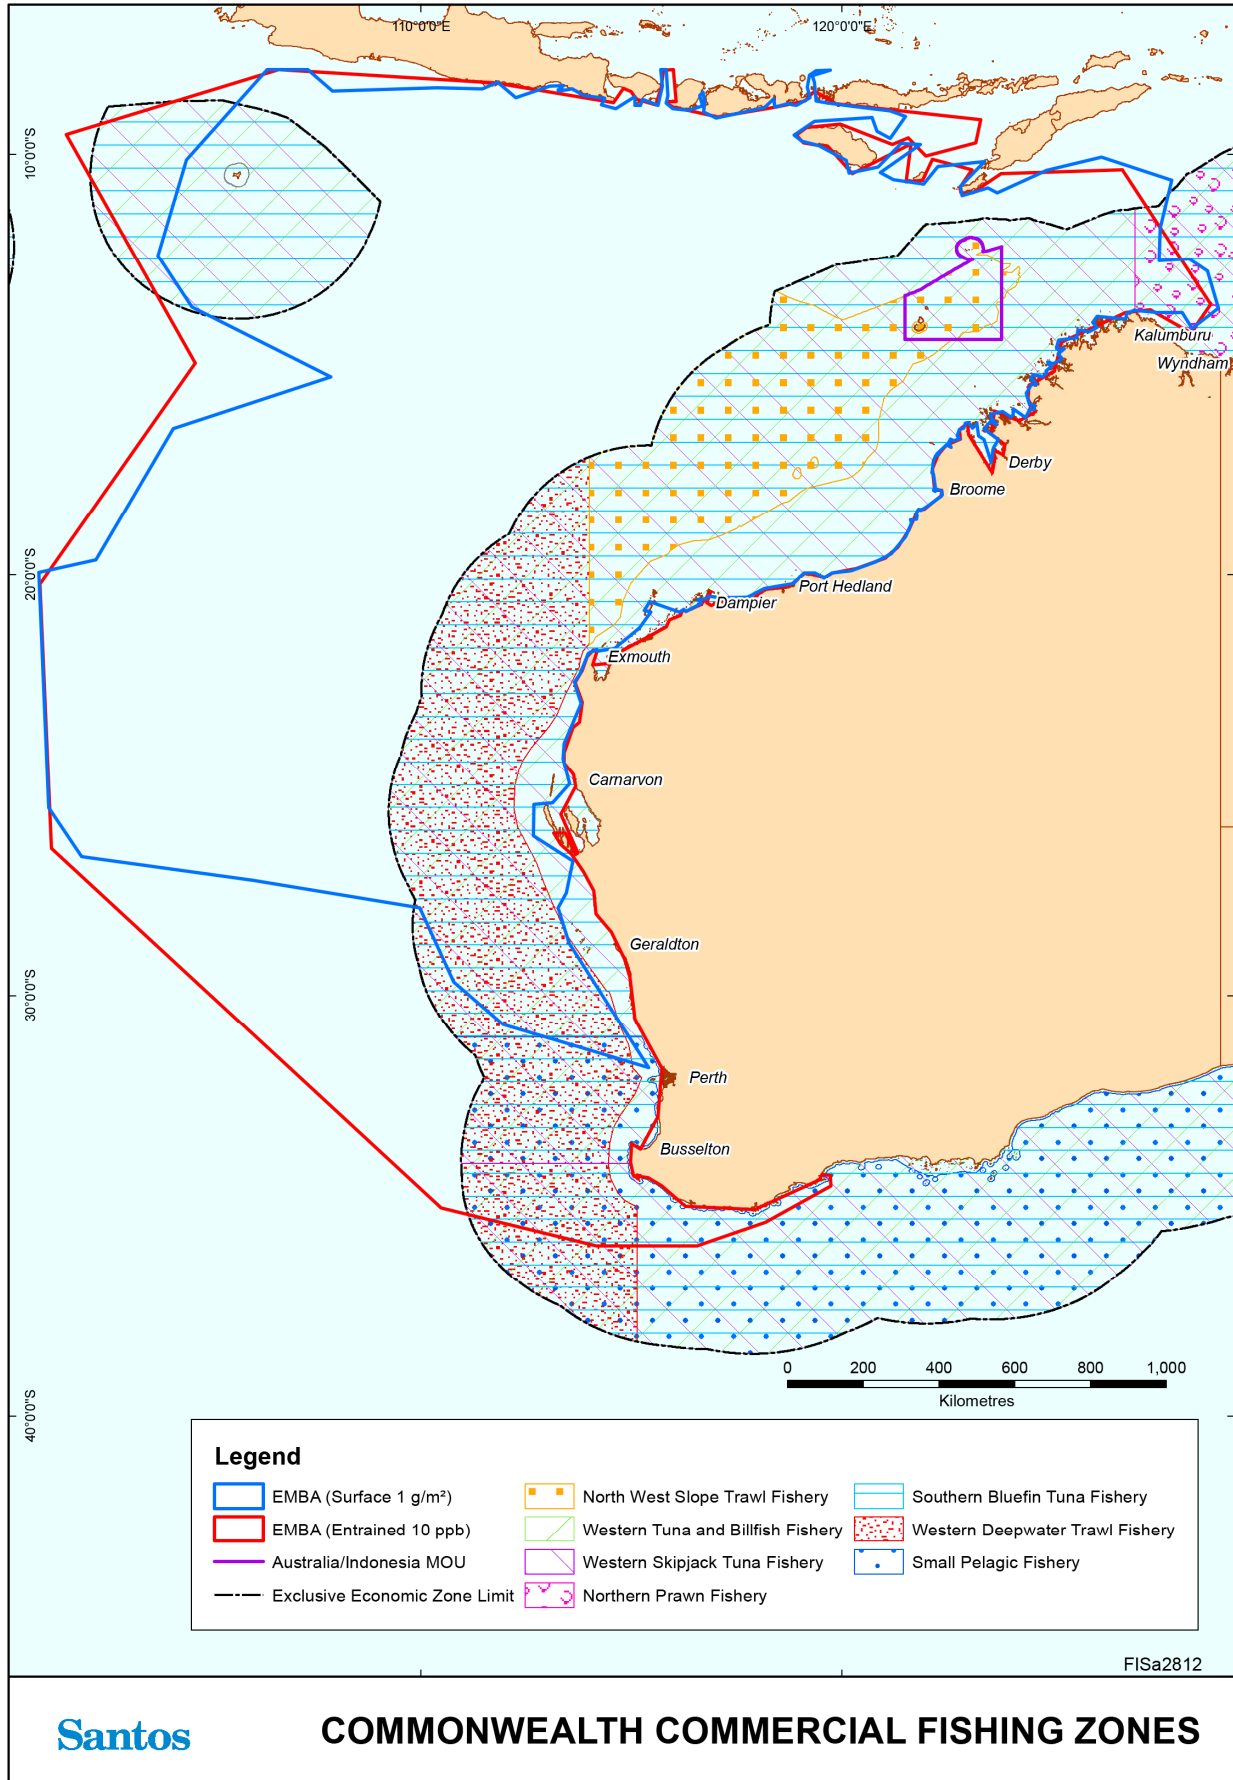 110°0'0"E
120°0'0"E
10°0'0"S
20°0'0"S
30°0'0"S
40°0'0"S
Kalumburu
Wyndham
Derby
Broome
Port Hedland
Dampier
Exmouth
Carnarvon
Geraldton
Perth
Busselton
0 200 400 600 800 1,000
Kilometres
Legend
EMBA (Surface 1 g/m²)
EMBA (Entrained 10 ppb)
Australia/Indonesia MOU
Exclusive Economic Zone Limit
North West Slope Trawl Fishery
Western Tuna and Billfish Fishery
Western Skipjack Tuna Fishery
Northern Prawn Fishery
Southern Bluefin Tuna Fishery
Western Deepwater Trawl Fishery
Small Pelagic Fishery
FISa2812
Santos
COMMONWEALTH COMMERCIAL FISHING ZONES